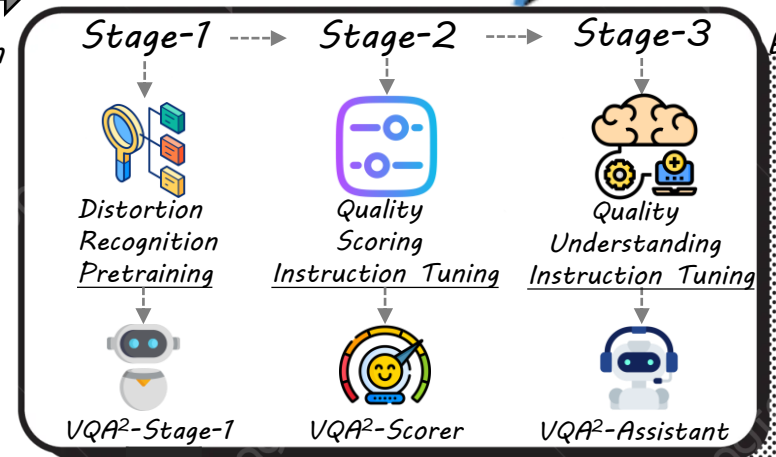 Stage-1 Stage-2 Stage-3
Distortion
Recognition
Pretraining
Quality
Scoring
Instruction Tuning
Quality
Understanding
Instruction Tuning
VQA²-Stage-1
VQA²-Scorer
VQA²-Assistant